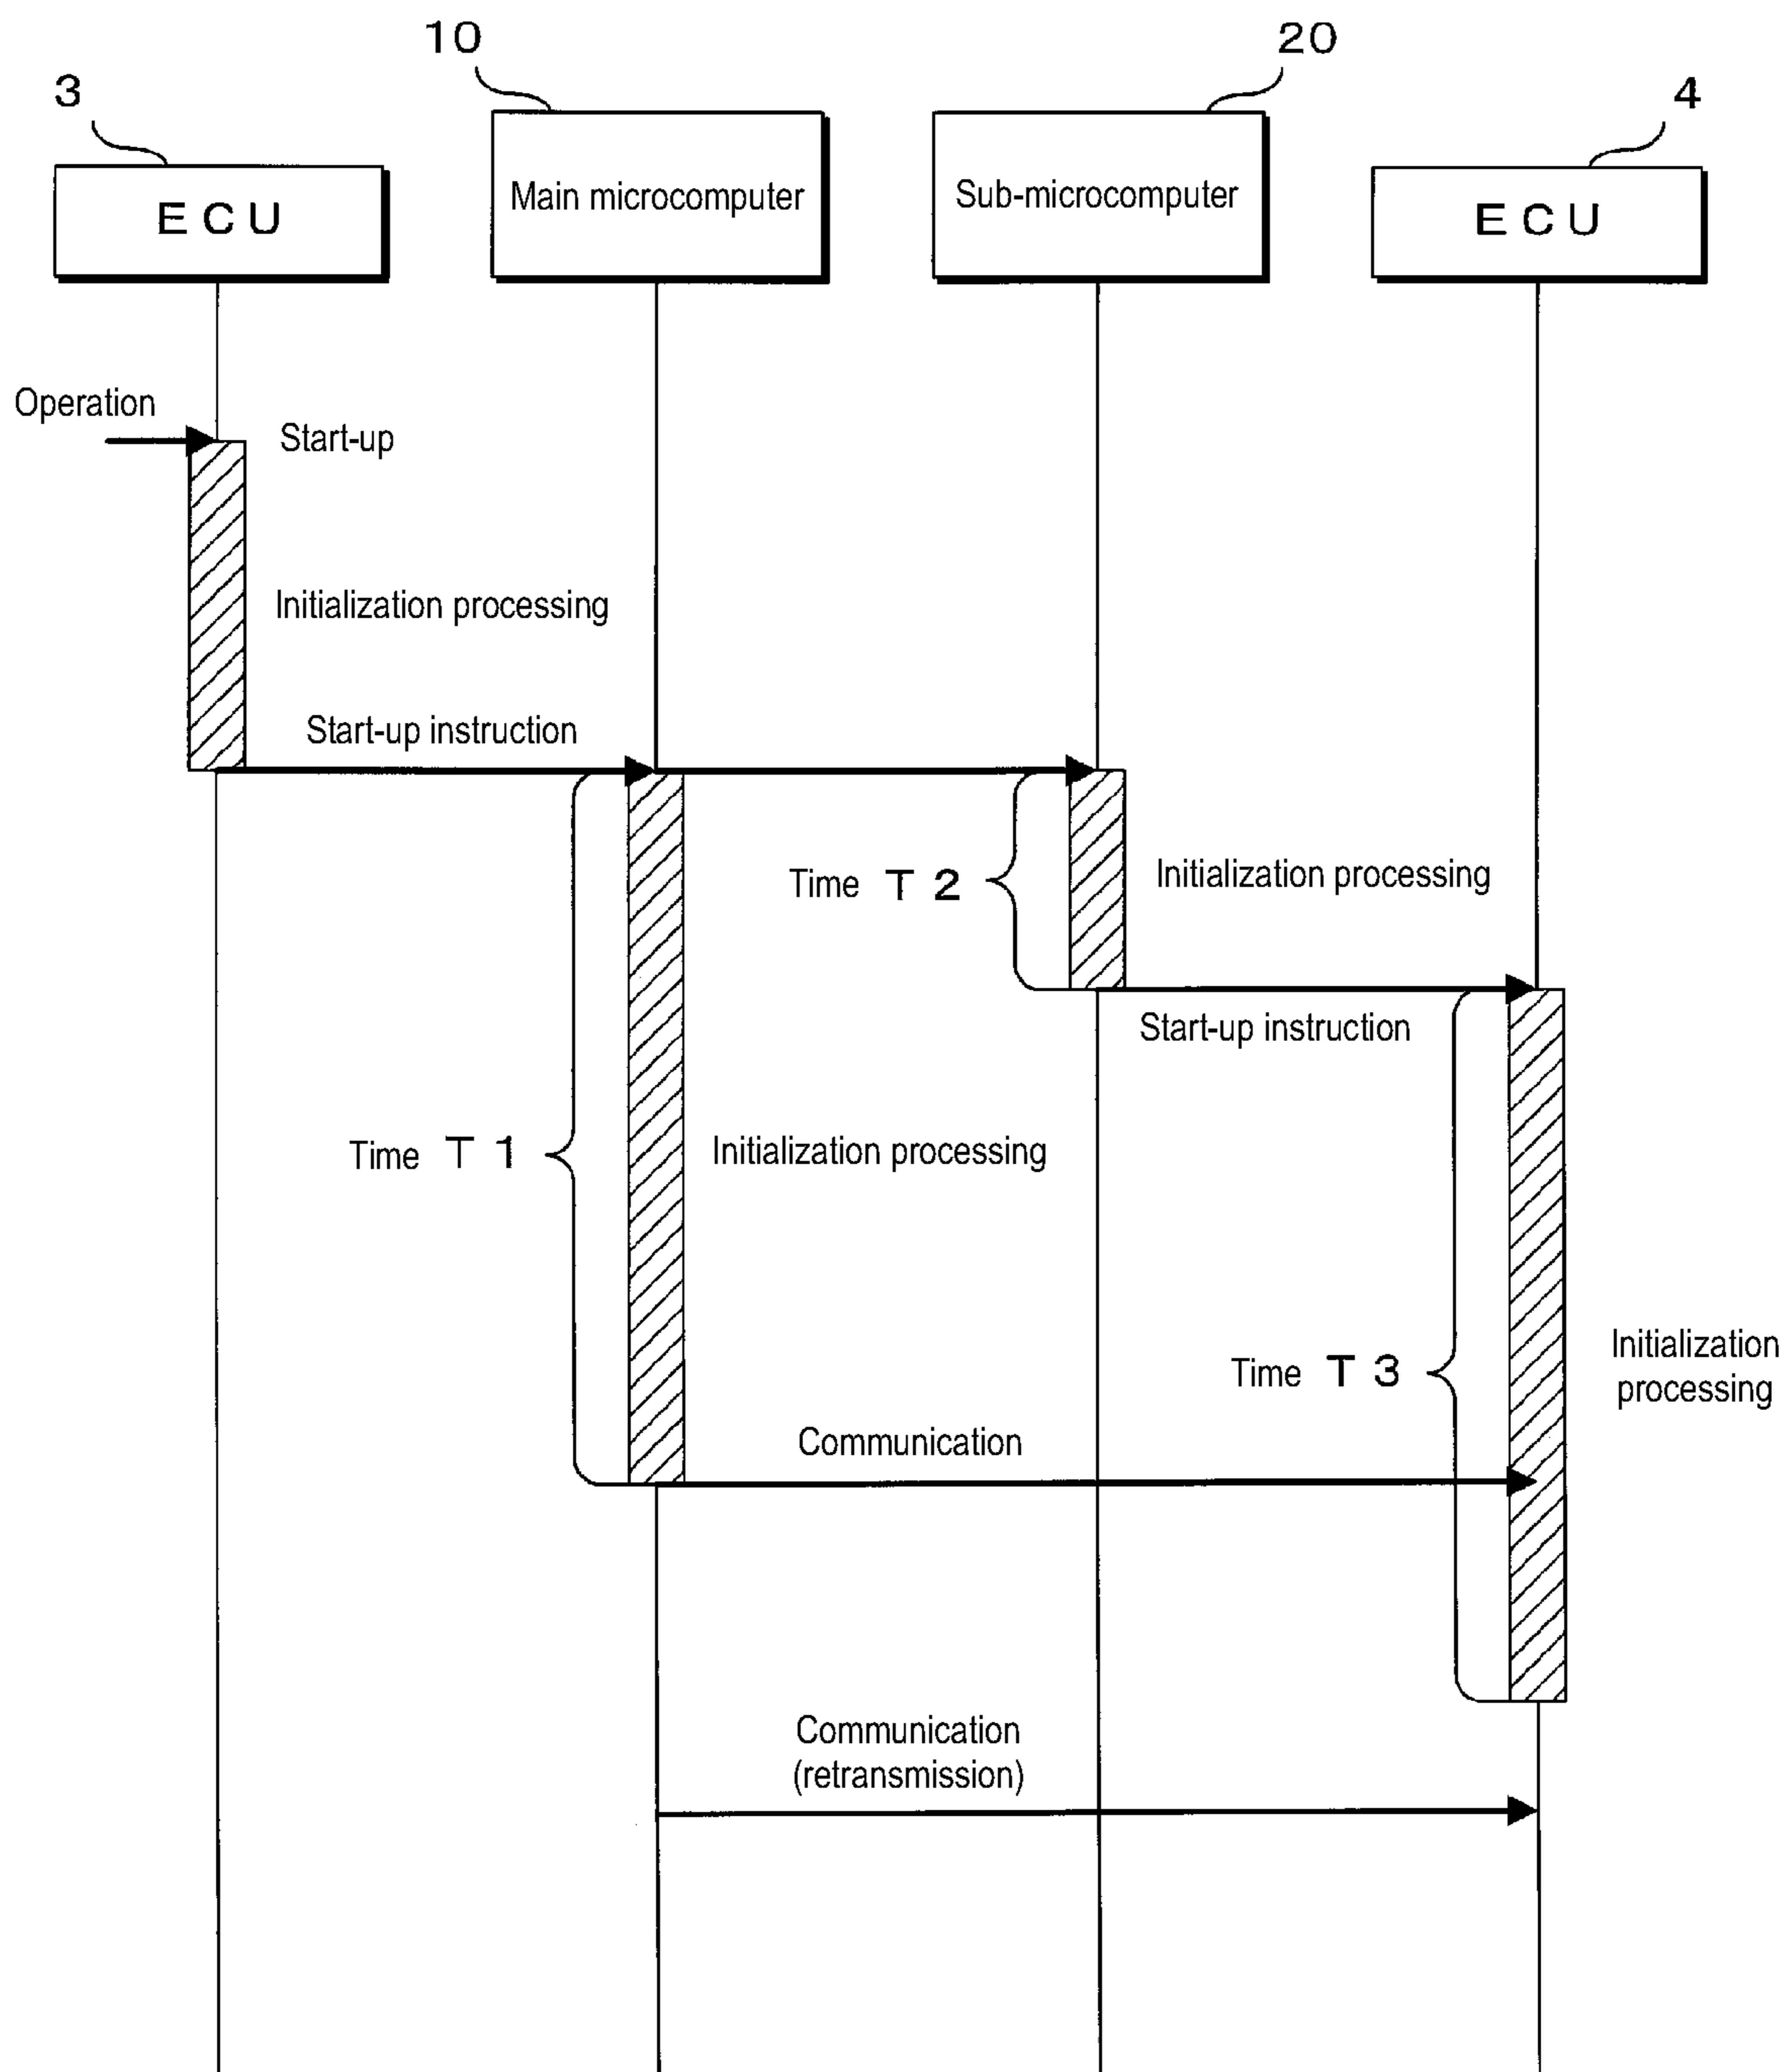 10
20
3
4
ECU
Main microcomputer
Sub-microcomputer
ECU
Operation
Start-up
Initialization processing
Start-up instruction
Time T2
Initialization processing
Start-up instruction
Time T1
Initialization processing
Time T3
Initialization
processing
Communication
Communication
(retransmission)